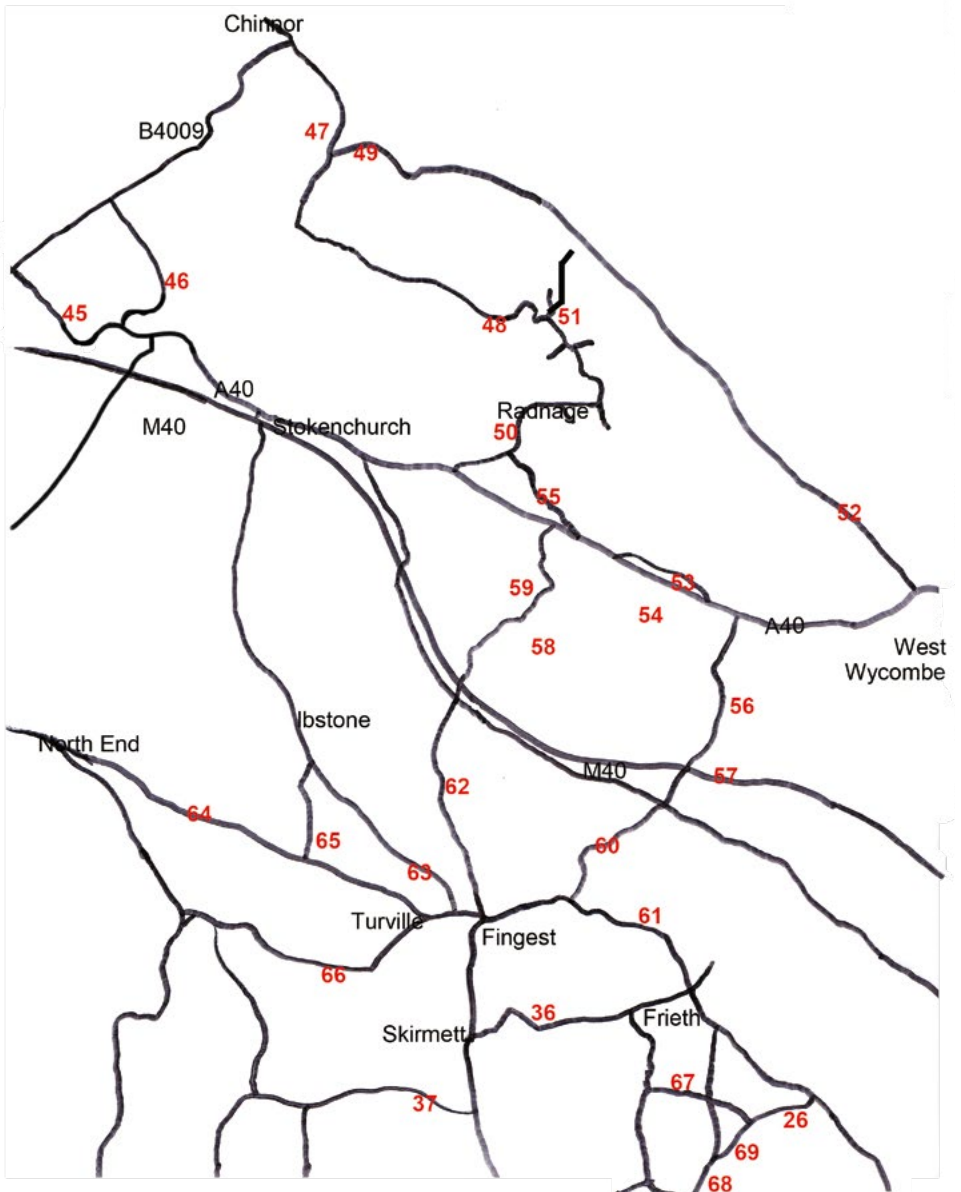 Chinnor
B4009
47
49
46
45
48
51
A40
M40
Stokenchurch
Radnage
50
55
52
59
53
54
58
A40
West
Wycombe
56
Ibstone
North End
M40
57
62
64
65
60
63
Turville
61
Fingest
66
36
Skirmett
Frieth
67
37
26
69
68